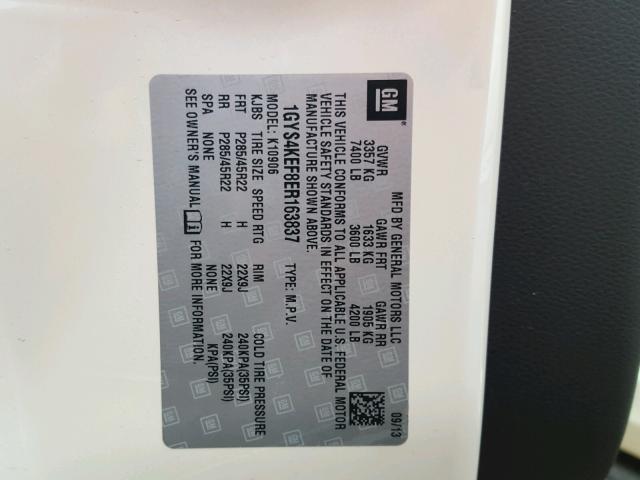 GM
MFD BY GENERAL MOTORS LLC 09/13
GVWR GAWR FRT GAWR RR
3357 KG 1633 KG 1905 KG
7400 LB 3600 LB 4200 LB
THIS VEHICLE CONFORMS TO ALL APPLICABLE U.S. FEDERAL MOTOR
VEHICLE SAFETY STANDARDS IN EFFECT ON THE DATE OF
MANUFACTURE SHOWN ABOVE.
1GYS4KEF8ER163837 TYPE: M.P.V.
MODEL: K10906
KJBS TIRE SIZE SPEED RTG RIM COLD TIRE PRESSURE
FRT P285/45R22 H 22X9J 240KPA(35PSI)
RR P285/45R22 H 22X9J 240KPA(35PSI)
SPA NONE NONE KPA(PSI)
SEE OWNER'S MANUAL FOR MORE INFORMATION.